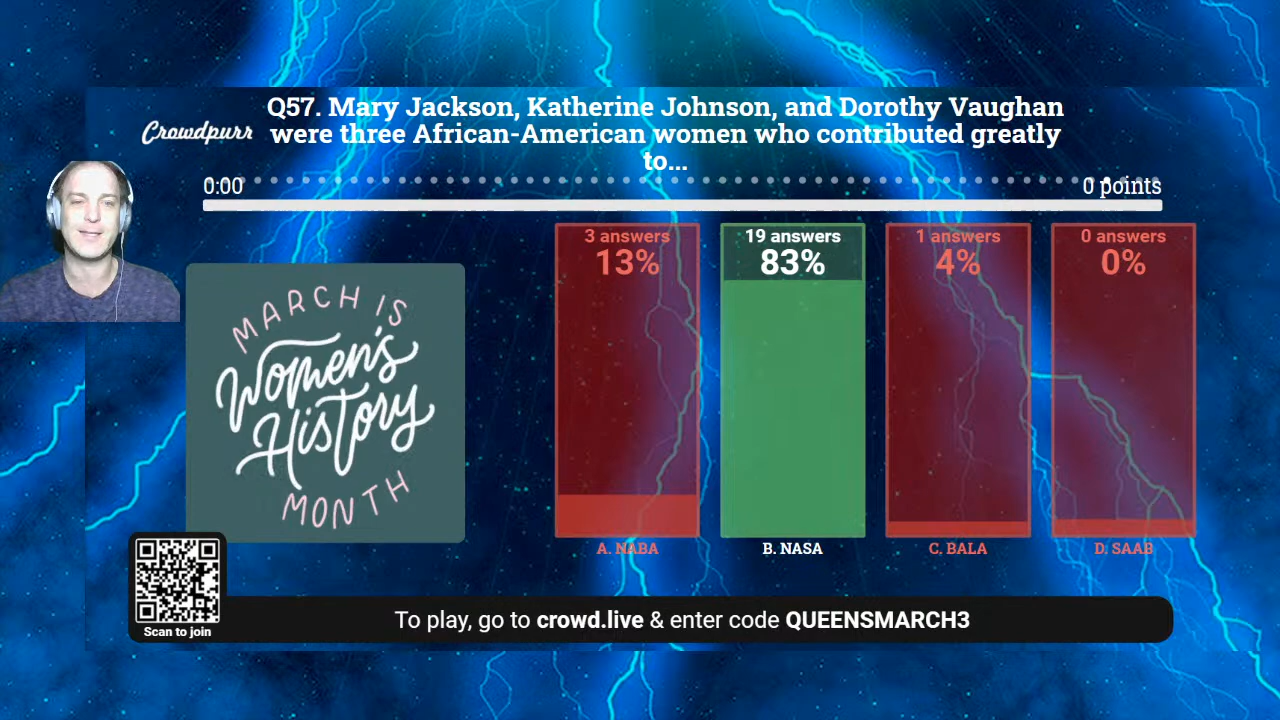 Q57. Mary Jackson, Katherine Johnson, and Dorothy Vaughan
were three African-American women who contributed greatly
to...
Crowdpurr
0:00
0 points
3 answers
13%
19 answers
83%
1 answers
4%
0 answers
0%
MARCH IS
Women's
History
MONTH
A. NABA
B. NASA
C. BALA
D. SAAB
Scan to join
To play, go to crowd.live & enter code QUEENSMARCH3